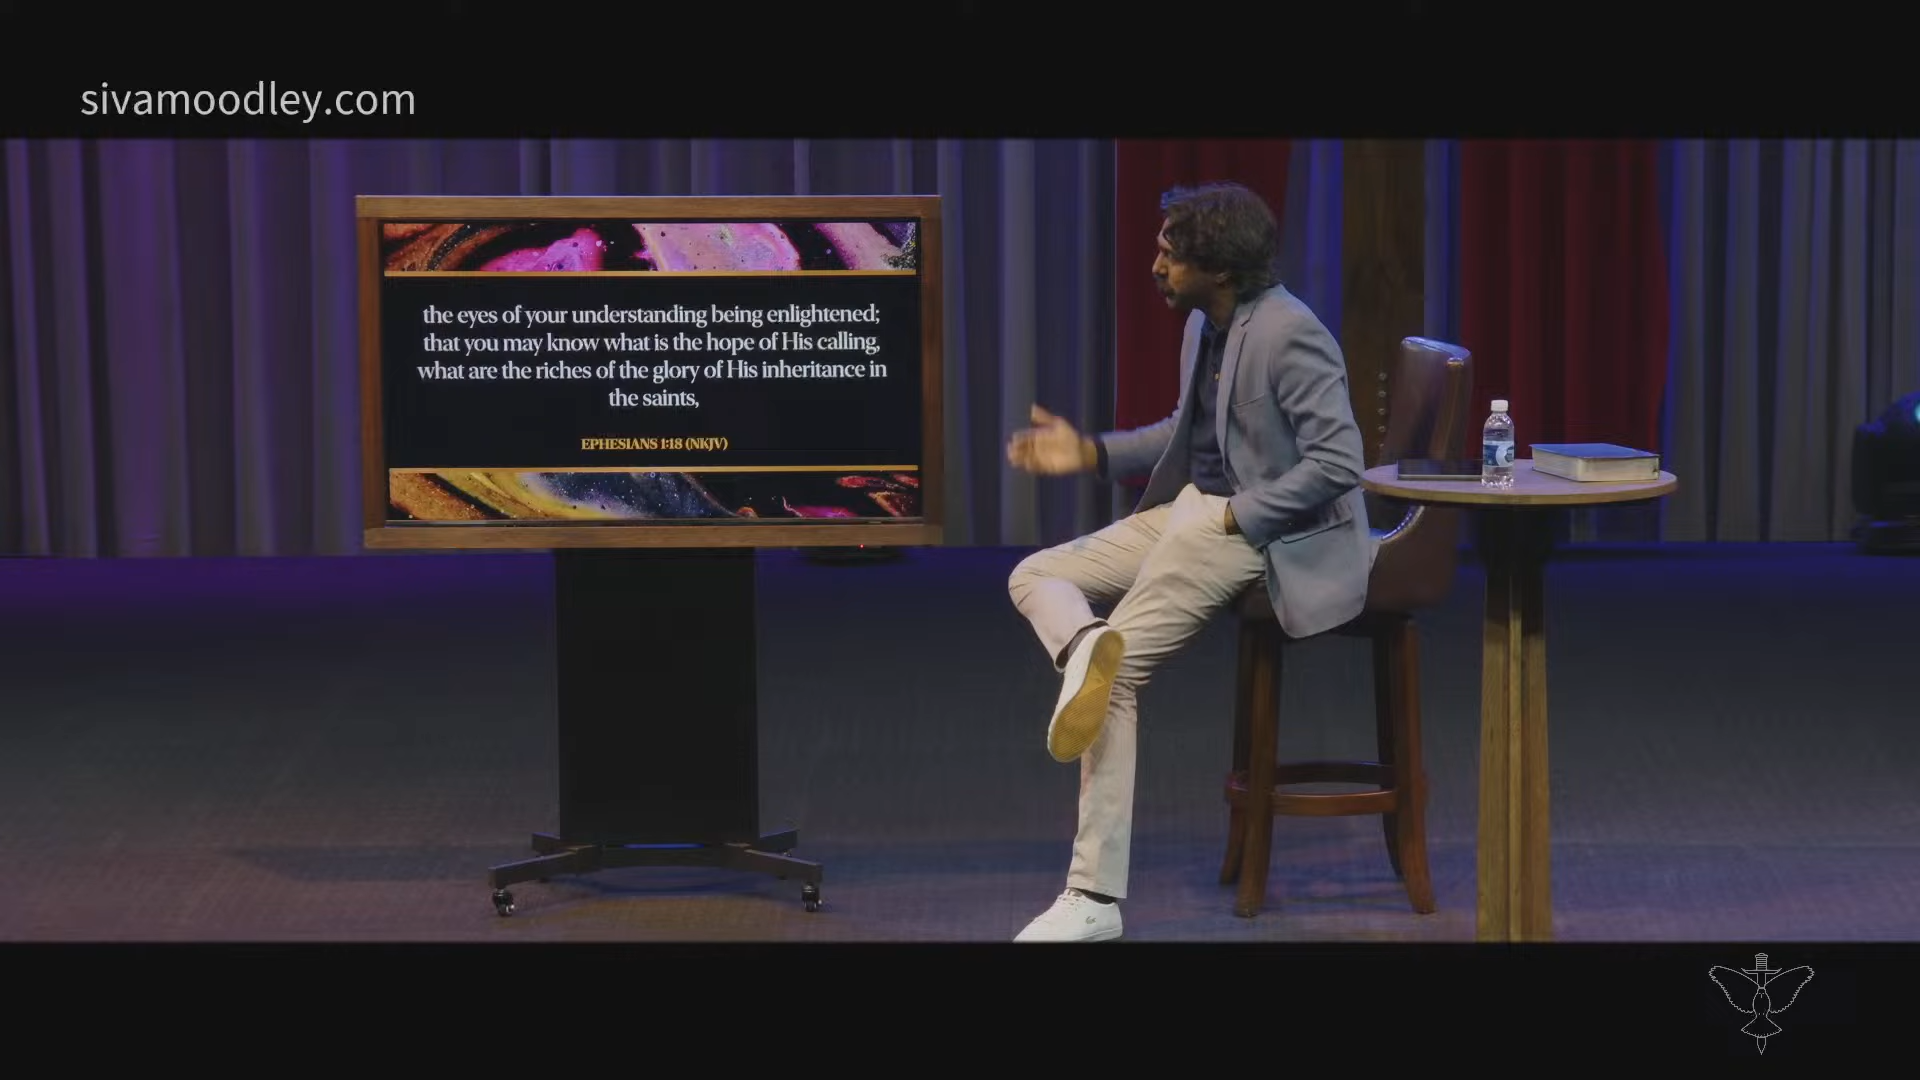 sivamoodley.com
the eyes of your understanding being enlightened;
that you may know what is the hope of His calling,
what are the riches of the glory of His inheritance in
the saints,
EPHESIANS 1:18 (NKJV)